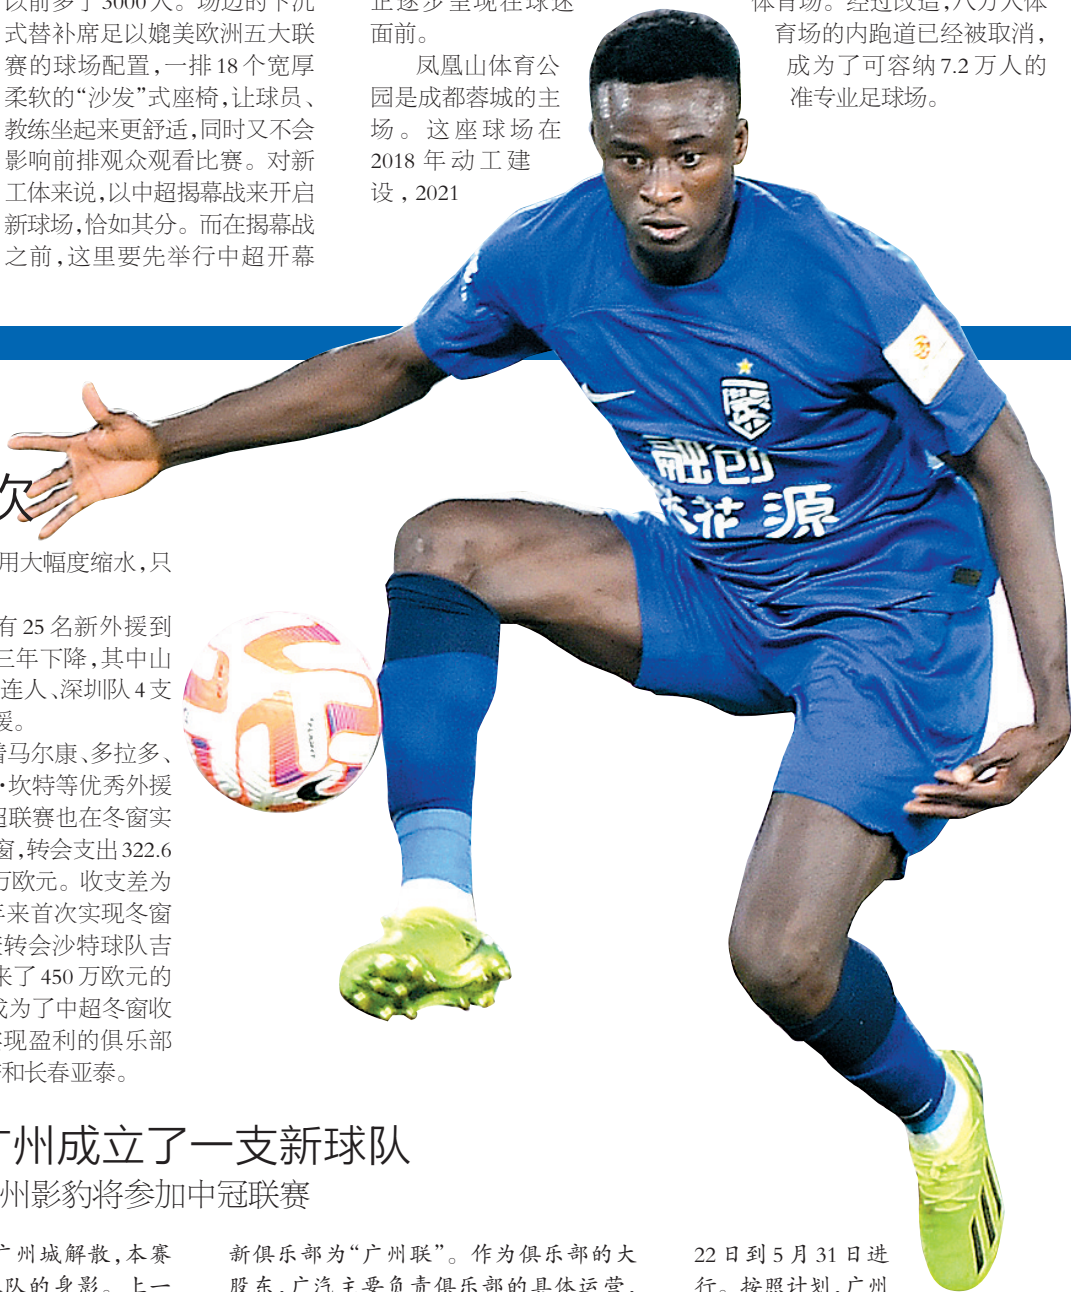 以前多了3000人。场边的下沉
式替补席足以媲美欧洲五大联
赛的球场配置,一排18个宽厚
柔软的“沙发”式座椅,让球员、
教练坐起来更舒适,同时又不会
影响前排观众观看比赛。对新
工体来说,以中超揭幕战来开启
新球场,恰如其分。而在揭幕战
之前,这里要先举行中超开幕
正逐步呈现在球迷
面前。
凤凰山体育公
园是成都蓉城的主
场。这座球场在
2018年动工建
设,2021
体育场。经过改造,八万人体
育场的内跑道已经被取消,
成为了可容纳7.2万人的
准专业足球场。
融创
桃花源
次
用大幅度缩水,只
有25名新外援到
三年下降,其中山
连人、深圳队4支
援。
着马尔康、多拉多、
·坎特等优秀外援
超联赛也在冬窗实
窗,转会支出322.6
万欧元。收支差为
年来首次实现冬窗
转会沙特球队吉
来了450万欧元的
成为了中超冬窗收
实现盈利的俱乐部
和长春亚泰。
广州成立了一支新球队
州影豹将参加中冠联赛
广州城解散,本赛
队的身影。上一
新俱乐部为“广州联”。作为俱乐部的大
股东,广汽主要负责俱乐部的具体运营,
22日到5月31日进
行。按照计划,广州